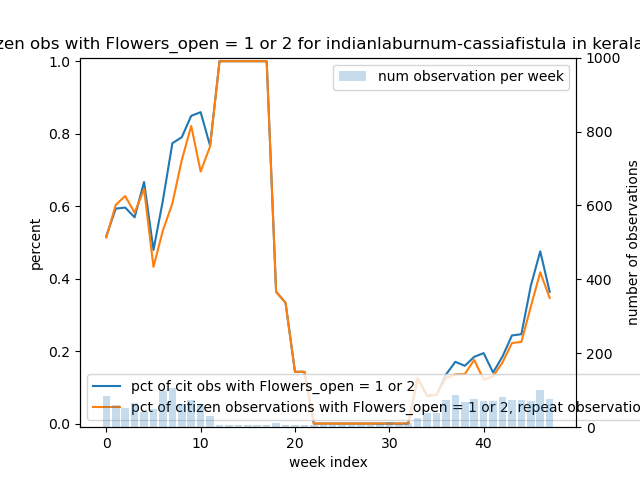 zen obs with Flowers_open = 1 or 2 for indianlaburnum-cassiafistula in kerala
num observation per week
percent
number of observations
1.0
0.8
0.6
0.4
0.2
0.0
1000
800
600
400
200
0
pct of cit obs with Flowers_open = 1 or 2
pct of citizen observations with Flowers_open = 1 or 2, repeat observatio
0 10 20 30 40
week index